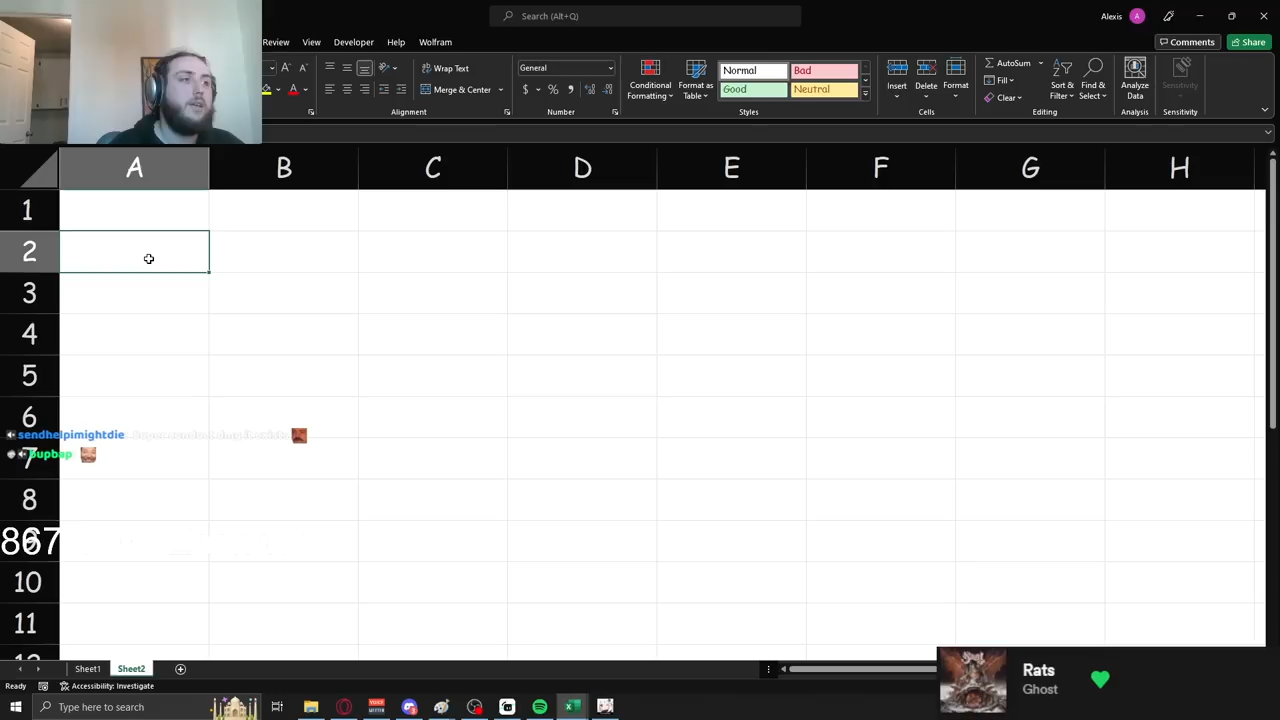 Search (Alt+Q)
Alexis
A
Review View Developer Help Wolfram
Comments
Share
Wrap Text
Merge & Center
General
$ % ,
Conditional Formatting
Format as Table
Normal
Bad
Good
Neutral
Insert
Delete
Format
AutoSum
Fill
Clear
Sort & Filter
Find & Select
Analyze Data
Sensitivity
Alignment
Number
Styles
Cells
Editing
Analysis
Sensitivity
A B C D E F G H
1
2
3
4
5
6
sendhelpimightdie
7
8
867
10
11
Sheet1
Sheet2
Ready
Accessibility: Investigate
Rats
Ghost
Type here to search